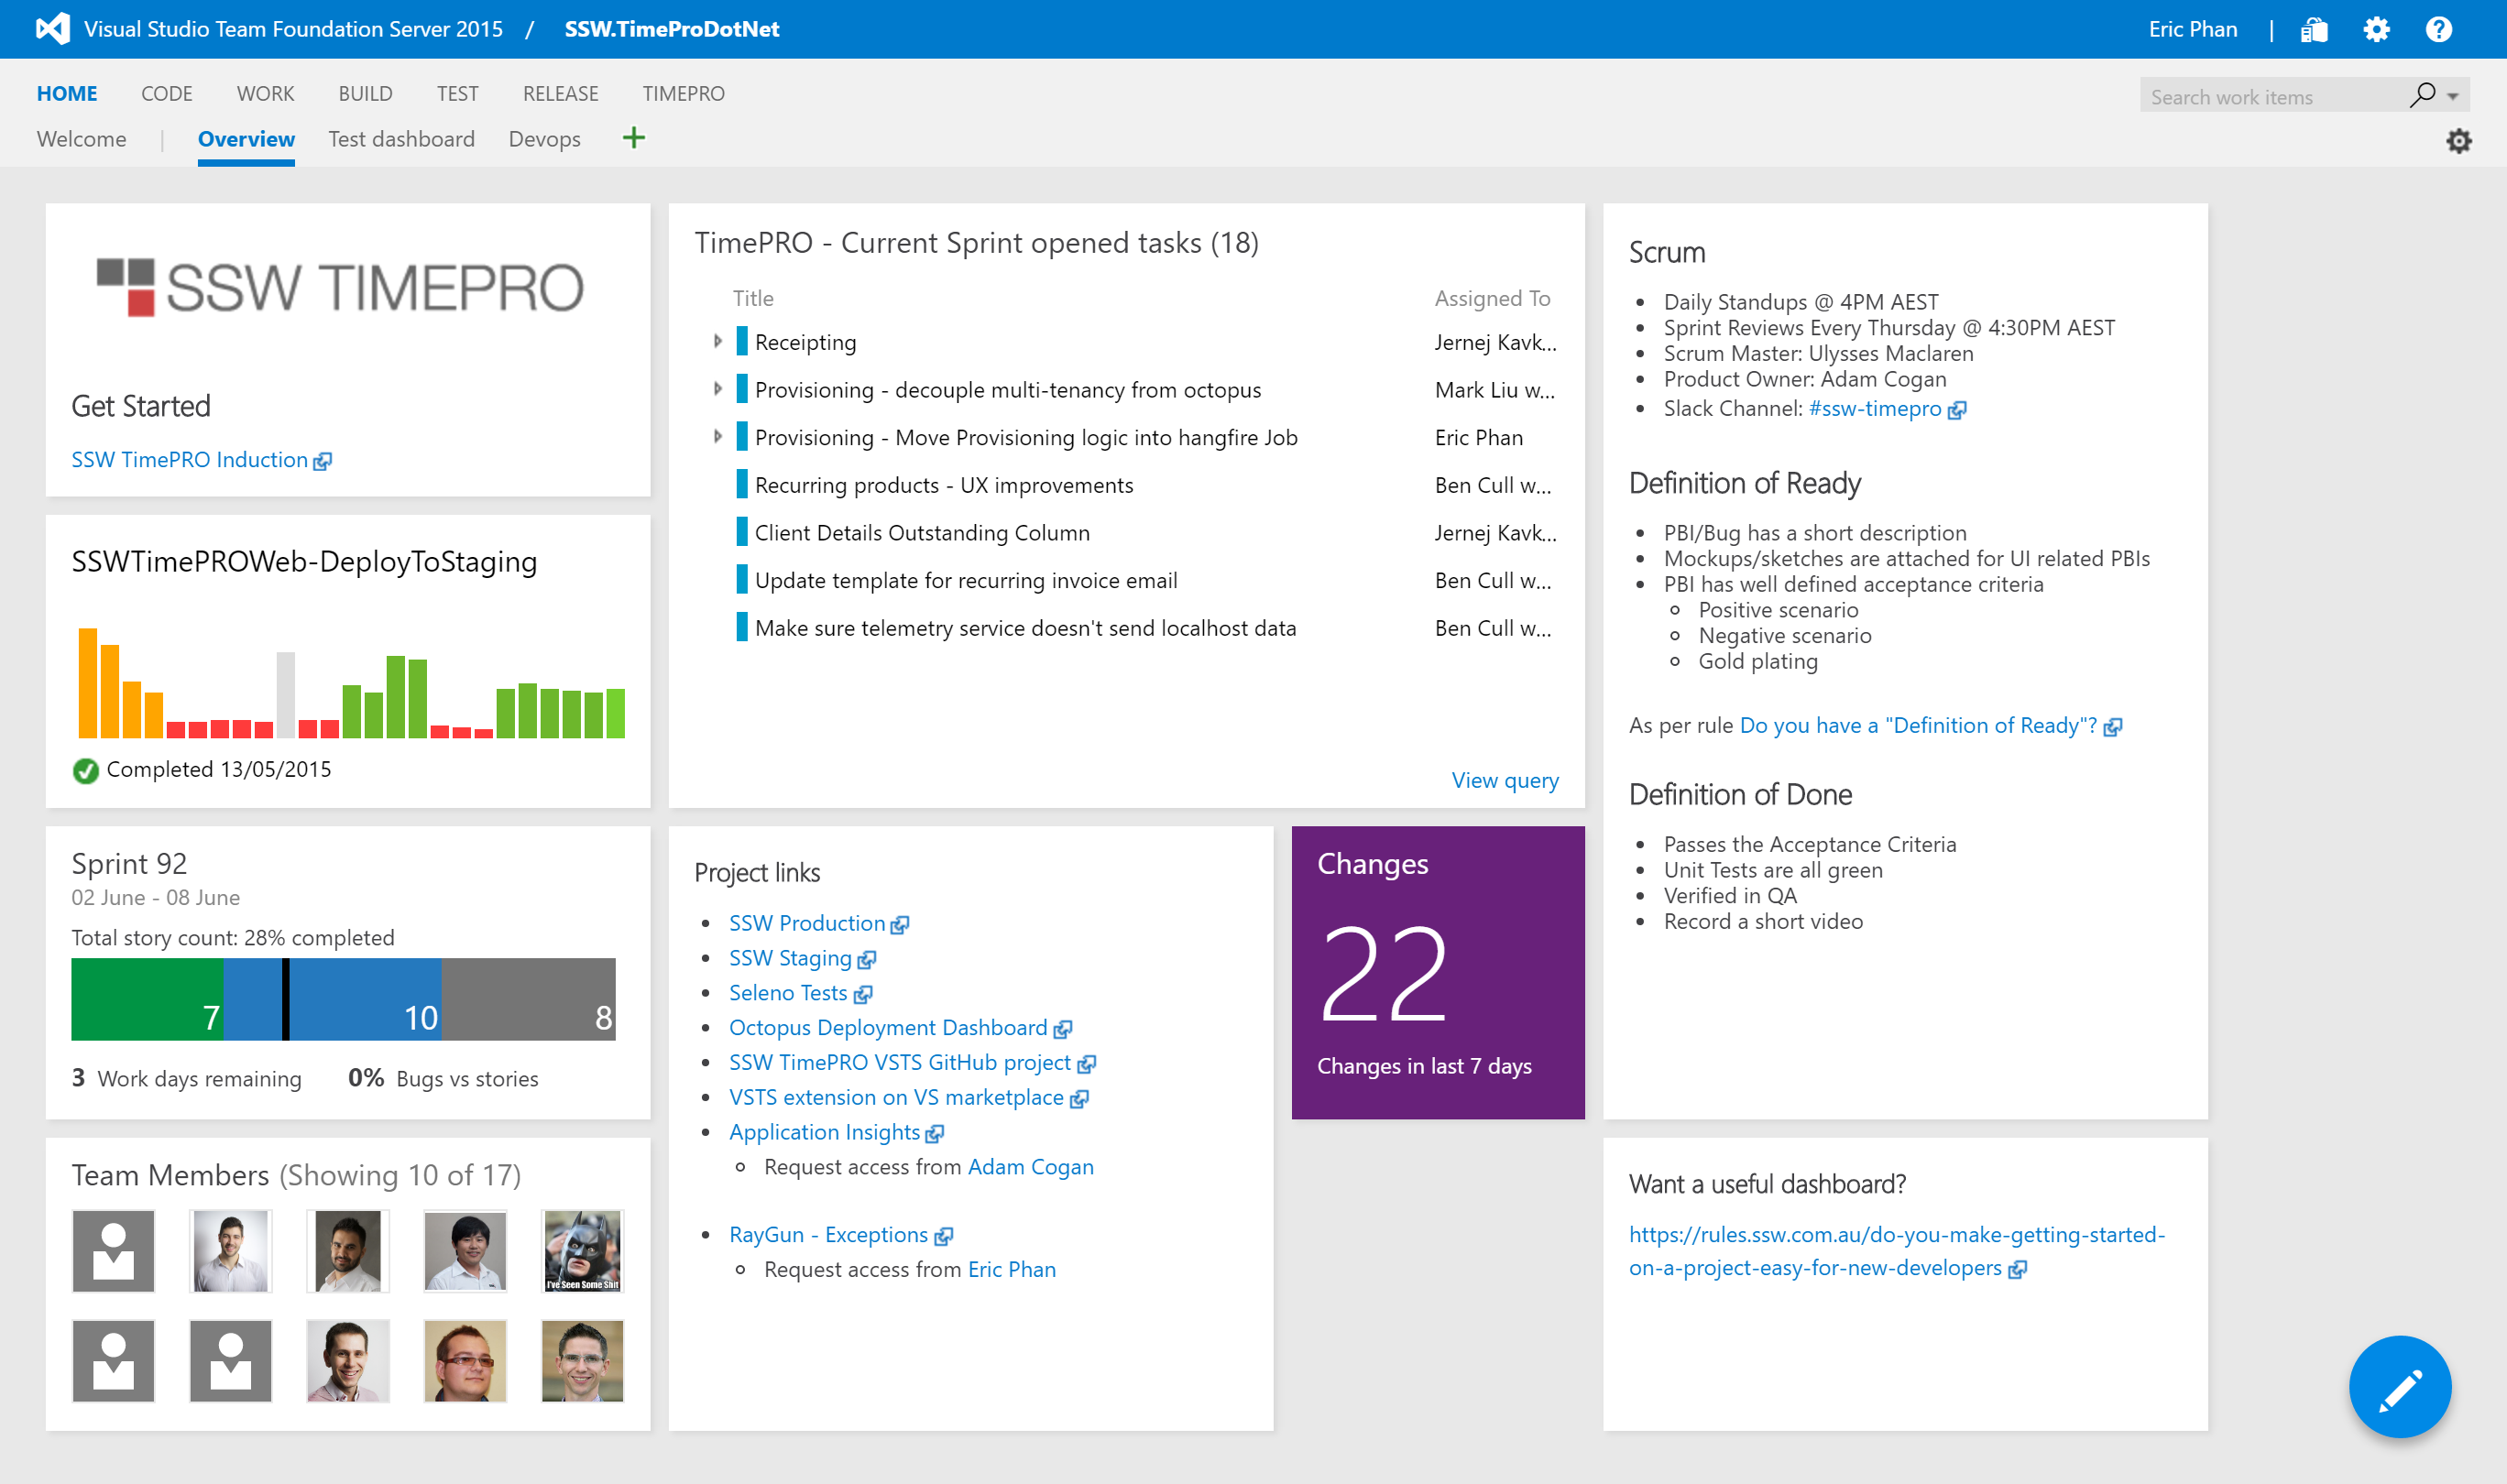 Visual Studio Team Foundation Server 2015 / SSW.TimeProDotNet
Eric Phan |
HOME CODE WORK BUILD TEST RELEASE TIMEPRO
Search work items
Welcome | Overview Test dashboard Devops
SSW TIMEPRO
Get Started
SSW TimePRO Induction
SSWTimePROWeb-DeployToStaging
Completed 13/05/2015
Sprint 92
02 June - 08 June
Total story count: 28% completed
7 10 8
3 Work days remaining 0% Bugs vs stories
Team Members (Showing 10 of 17)
I've Seen Some Shit
TimePRO - Current Sprint opened tasks (18)
Title Assigned To
Receipting Jernej Kavk...
Provisioning - decouple multi-tenancy from octopus Mark Liu w...
Provisioning - Move Provisioning logic into hangfire Job Eric Phan
Recurring products - UX improvements Ben Cull w...
Client Details Outstanding Column Jernej Kavk...
Update template for recurring invoice email Ben Cull w...
Make sure telemetry service doesn't send localhost data Ben Cull w...
View query
Project links
SSW Production
SSW Staging
Seleno Tests
Octopus Deployment Dashboard
SSW TimePRO VSTS GitHub project
VSTS extension on VS marketplace
Application Insights
Request access from Adam Cogan
RayGun - Exceptions
Request access from Eric Phan
Changes
22
Changes in last 7 days
Scrum
Daily Standups @ 4PM AEST
Sprint Reviews Every Thursday @ 4:30PM AEST
Scrum Master: Ulysses Maclaren
Product Owner: Adam Cogan
Slack Channel: #ssw-timepro
Definition of Ready
PBI/Bug has a short description
Mockups/sketches are attached for UI related PBIs
PBI has well defined acceptance criteria
Positive scenario
Negative scenario
Gold plating
As per rule Do you have a "Definition of Ready"?
Definition of Done
Passes the Acceptance Criteria
Unit Tests are all green
Verified in QA
Record a short video
Want a useful dashboard?
https://rules.ssw.com.au/do-you-make-getting-started-
on-a-project-easy-for-new-developers